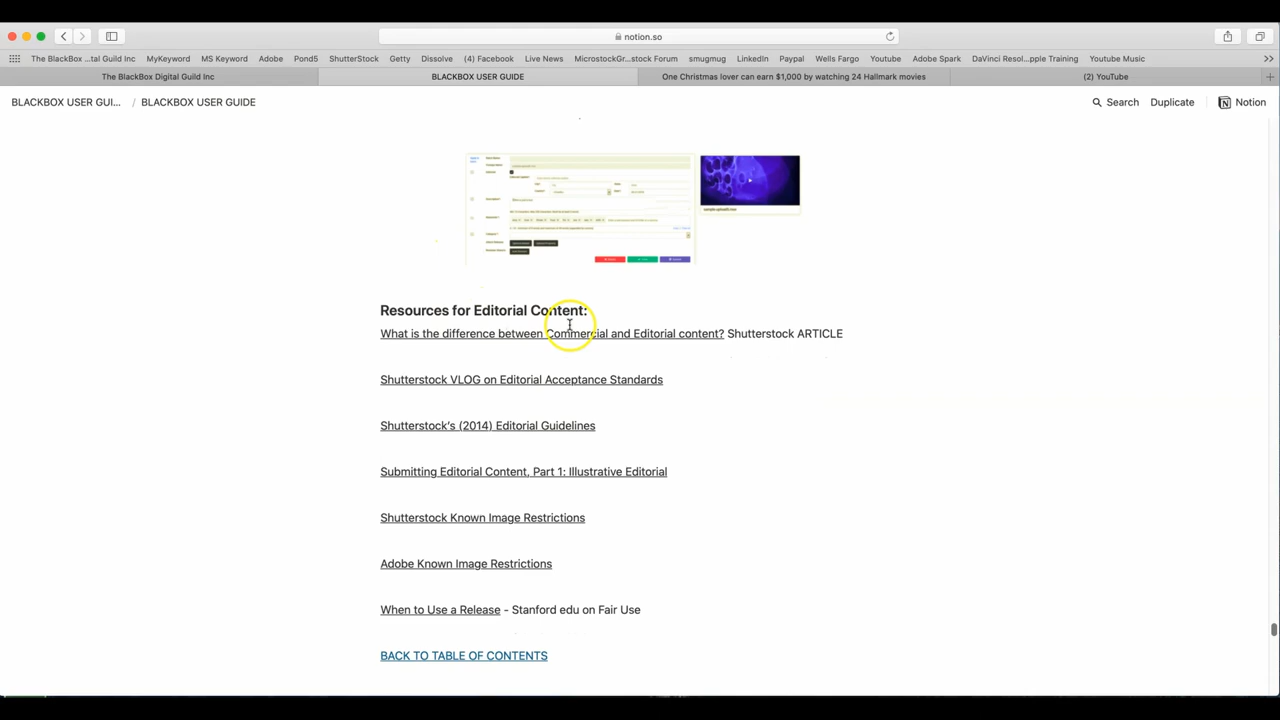 notion.so
The BlackBox ...tal Guild Inc MyKeyword MS Keyword Adobe Pond5 ShutterStock Getty Dissolve (4) Facebook Live News MicrostockGr...stock Forum smugmug LinkedIn Paypal Wells Fargo Youtube Adobe Spark DaVinci Resol...pple Training Youtube Music
The BlackBox Digital Guild Inc BLACKBOX USER GUIDE One Christmas lover can earn $1,000 by watching 24 Hallmark movies (2) YouTube
BLACKBOX USER GUI... / BLACKBOX USER GUIDE Search Duplicate Notion
Resources for Editorial Content:
What is the difference between Commercial and Editorial content? Shutterstock ARTICLE
Shutterstock VLOG on Editorial Acceptance Standards
Shutterstock's (2014) Editorial Guidelines
Submitting Editorial Content, Part 1: Illustrative Editorial
Shutterstock Known Image Restrictions
Adobe Known Image Restrictions
When to Use a Release - Stanford edu on Fair Use
BACK TO TABLE OF CONTENTS